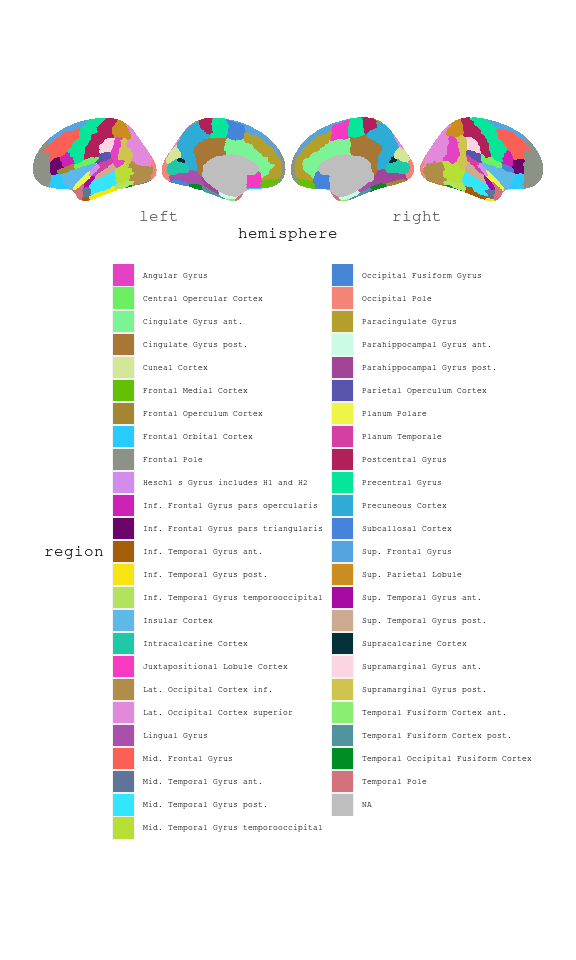 left right
hemisphere
region
Angular Gyrus
Central Opercular Cortex
Cingulate Gyrus ant.
Cingulate Gyrus post.
Cuneal Cortex
Frontal Medial Cortex
Frontal Operculum Cortex
Frontal Orbital Cortex
Frontal Pole
Heschl s Gyrus includes H1 and H2
Inf. Frontal Gyrus pars opercularis
Inf. Frontal Gyrus pars triangularis
Inf. Temporal Gyrus ant.
Inf. Temporal Gyrus post.
Inf. Temporal Gyrus temporooccipital
Insular Cortex
Intracalcarine Cortex
Juxtapositional Lobule Cortex
Lat. Occipital Cortex inf.
Lat. Occipital Cortex superior
Lingual Gyrus
Mid. Frontal Gyrus
Mid. Temporal Gyrus ant.
Mid. Temporal Gyrus post.
Mid. Temporal Gyrus temporooccipital
Occipital Fusiform Gyrus
Occipital Pole
Paracingulate Gyrus
Parahippocampal Gyrus ant.
Parahippocampal Gyrus post.
Parietal Operculum Cortex
Planum Polare
Planum Temporale
Postcentral Gyrus
Precentral Gyrus
Precuneous Cortex
Subcallosal Cortex
Sup. Frontal Gyrus
Sup. Parietal Lobule
Sup. Temporal Gyrus ant.
Sup. Temporal Gyrus post.
Supracalcarine Cortex
Supramarginal Gyrus ant.
Supramarginal Gyrus post.
Temporal Fusiform Cortex ant.
Temporal Fusiform Cortex post.
Temporal Occipital Fusiform Cortex
Temporal Pole
NA